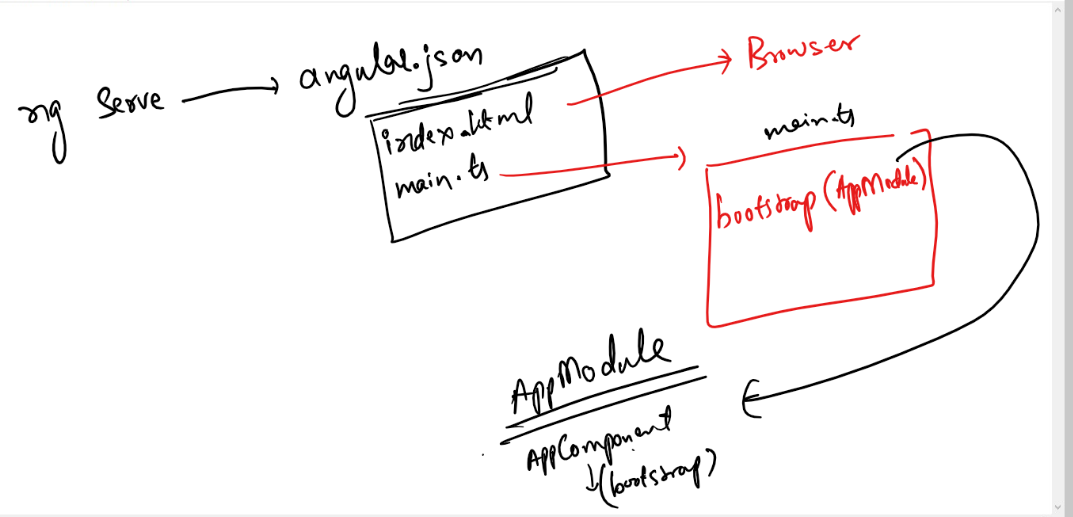 ng serve
angular.json
index.html
main.ts
Browser
main.ts
bootstrap(AppModule)
AppModule
AppComponent
(bootstrap)